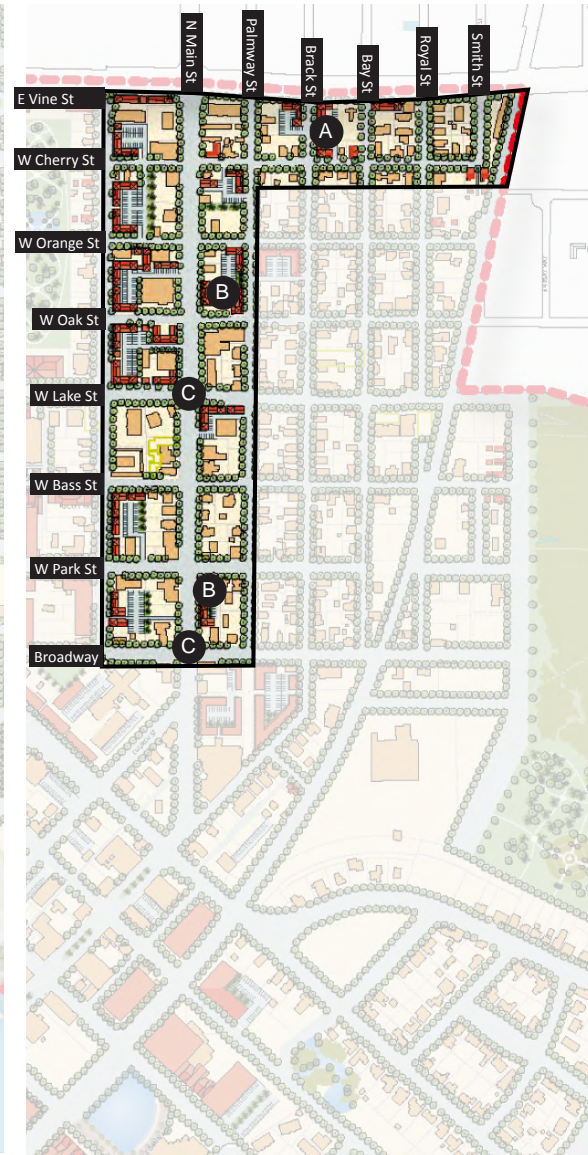 N Main St
Palmway St
Brack St
Bay St
Royal St
Smith St
E Vine St
A
W Cherry St
W Orange St
B
W Oak St
W Lake St
C
W Bass St
W Park St
B
C
Broadway